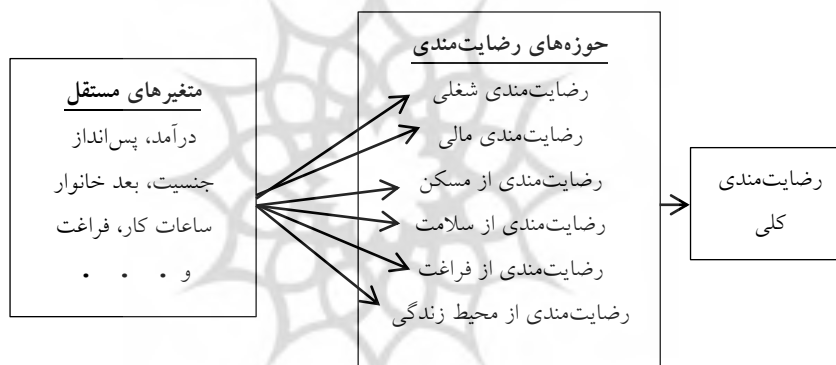 متغیرهای مستقل
درآمد، پس‌انداز
جنسیت، بعد خانوار
ساعات کار، فراغت
و . . .
حوزه‌های رضایت‌مندی
رضایت‌مندی شغلی
رضایت‌مندی مالی
رضایت‌مندی از مسکن
رضایت‌مندی از سلامت
رضایت‌مندی از فراغت
رضایت‌مندی از محیط زندگی
رضایت‌مندی
کلی